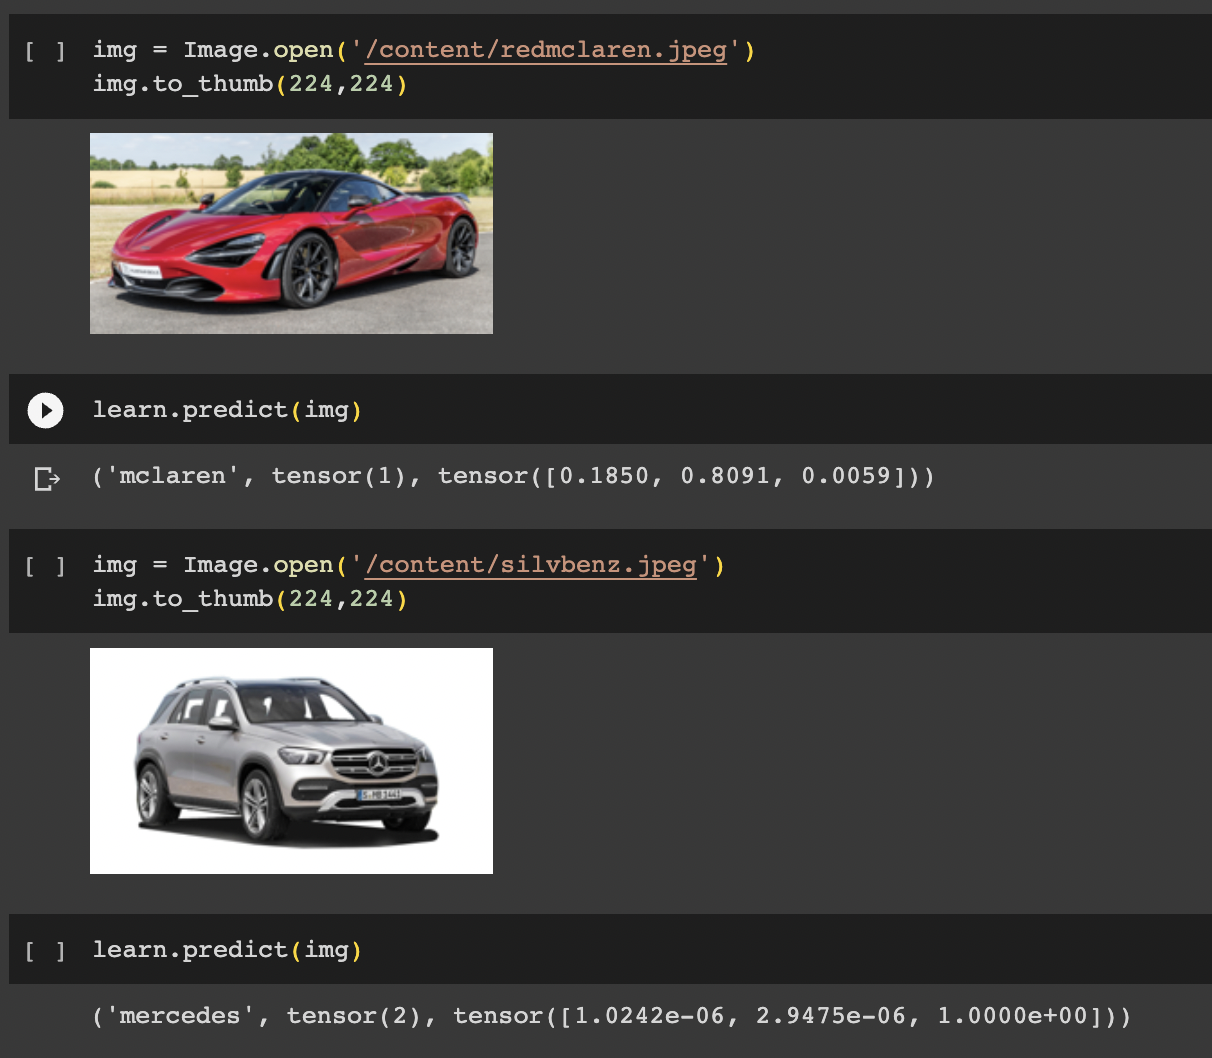 [ ] img = Image.open('/content/redmclaren.jpeg')
img.to_thumb(224,224)
learn.predict(img)
('mclaren', tensor(1), tensor([0.1850, 0.8091, 0.0059]))
[ ] img = Image.open('/content/silvbenz.jpeg')
img.to_thumb(224,224)
S-MB 1441
[ ] learn.predict(img)
('mercedes', tensor(2), tensor([1.0242e-06, 2.9475e-06, 1.0000e+00]))